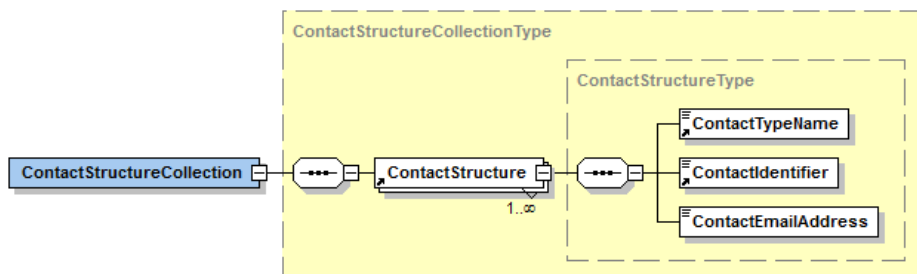 ContactStructureCollectionType
ContactStructureType
ContactTypeName
ContactStructureCollection
ContactStructure
ContactIdentifier
1..∞
ContactEmailAddress